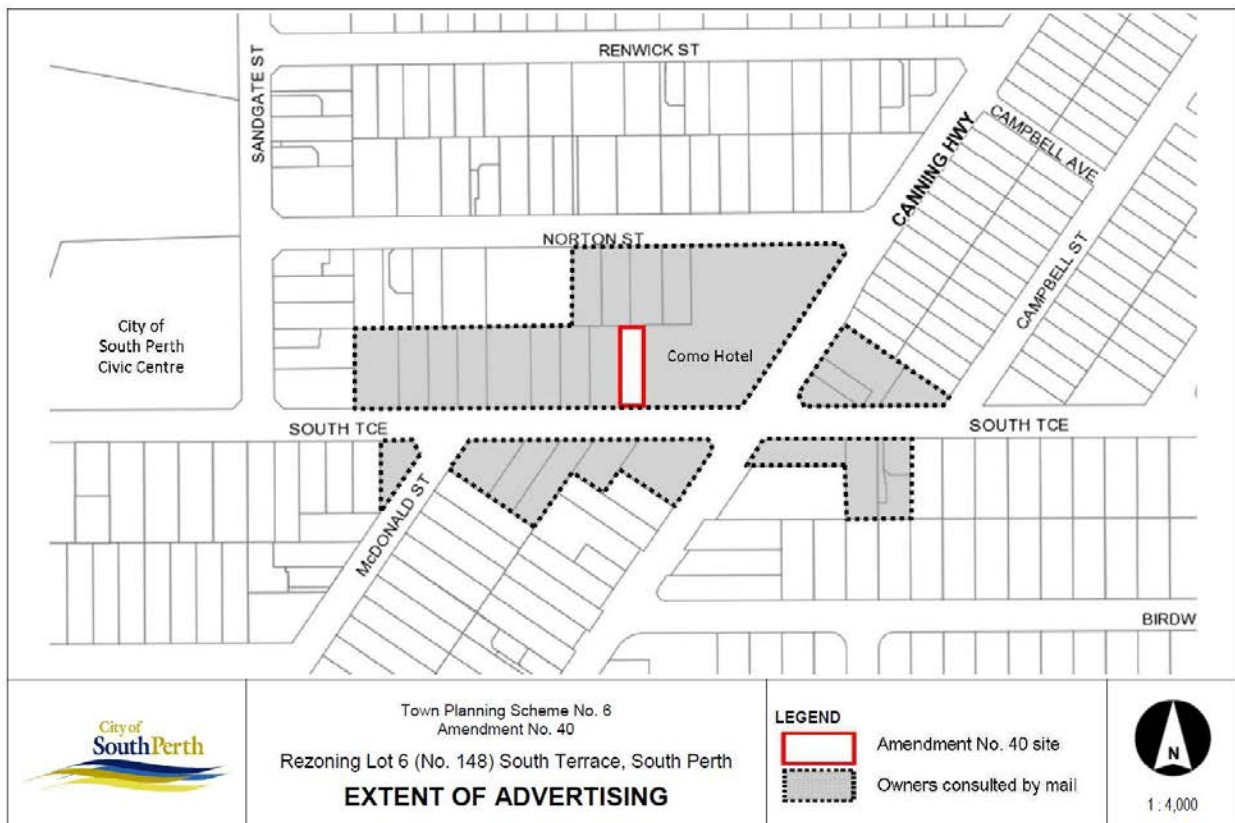 RENWICK ST
SANDGATE ST
CANNING HWY
CAMPBELL AVE
NORTON ST
CAMPBELL ST
City of
South Perth
Civic Centre
Como Hotel
SOUTH TCE
SOUTH TCE
McDONALD ST
BIRDW
City of
SouthPerth
Town Planning Scheme No. 6
Amendment No. 40
Rezoning Lot 6 (No. 148) South Terrace, South Perth
EXTENT OF ADVERTISING
LEGEND
Amendment No. 40 site
Owners consulted by mail
N
1 : 4,000